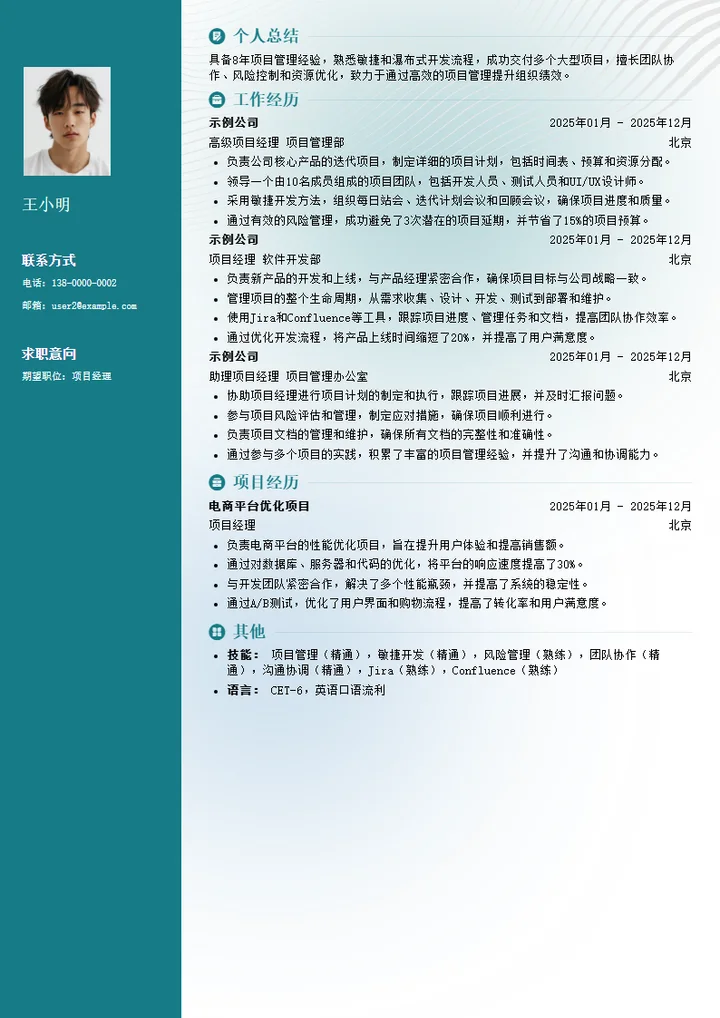 王小明
联系方式
电话：138-0000-0002
邮箱：user2@example.com
求职意向
期望职位：项目经理
个人总结
具备8年项目管理经验，熟悉敏捷和瀑布式开发流程，成功交付多个大型项目，擅长团队协
作、风险控制和资源优化，致力于通过高效的项目管理提升组织绩效。
工作经历
示例公司 2025年01月 - 2025年12月
高级项目经理 项目管理部 北京
• 负责公司核心产品的迭代项目，制定详细的项目计划，包括时间表、预算和资源分配。
• 领导一个由10名成员组成的项目团队，包括开发人员、测试人员和UI/UX设计师。
• 采用敏捷开发方法，组织每日站会、迭代计划会议和回顾会议，确保项目进度和质量。
• 通过有效的风险管理，成功避免了3次潜在的项目延期，并节省了15%的项目预算。
示例公司 2025年01月 - 2025年12月
项目经理 软件开发部 北京
• 负责新产品的开发和上线，与产品经理紧密合作，确保项目目标与公司战略一致。
• 管理项目的整个生命周期，从需求收集、设计、开发、测试到部署和维护。
• 使用Jira和Confluence等工具，跟踪项目进度、管理任务和文档，提高团队协作效率。
• 通过优化开发流程，将产品上线时间缩短了20%，并提高了用户满意度。
示例公司 2025年01月 - 2025年12月
助理项目经理 项目管理办公室 北京
• 协助项目经理进行项目计划的制定和执行，跟踪项目进展，并及时汇报问题。
• 参与项目风险评估和管理，制定应对措施，确保项目顺利进行。
• 负责项目文档的管理和维护，确保所有文档的完整性和准确性。
• 通过参与多个项目的实践，积累了丰富的项目管理经验，并提升了沟通和协调能力。
项目经历
电商平台优化项目 2025年01月 - 2025年12月
项目经理 北京
• 负责电商平台的性能优化项目，旨在提升用户体验和提高销售额。
• 通过对数据库、服务器和代码的优化，将平台的响应速度提高了30%。
• 与开发团队紧密合作，解决了多个性能瓶颈，并提高了系统的稳定性。
• 通过A/B测试，优化了用户界面和购物流程，提高了转化率和用户满意度。
其他
• 技能： 项目管理（精通），敏捷开发（精通），风险管理（熟练），团队协作（精
通），沟通协调（精通），Jira（熟练），Confluence（熟练）
• 语言： CET-6，英语口语流利